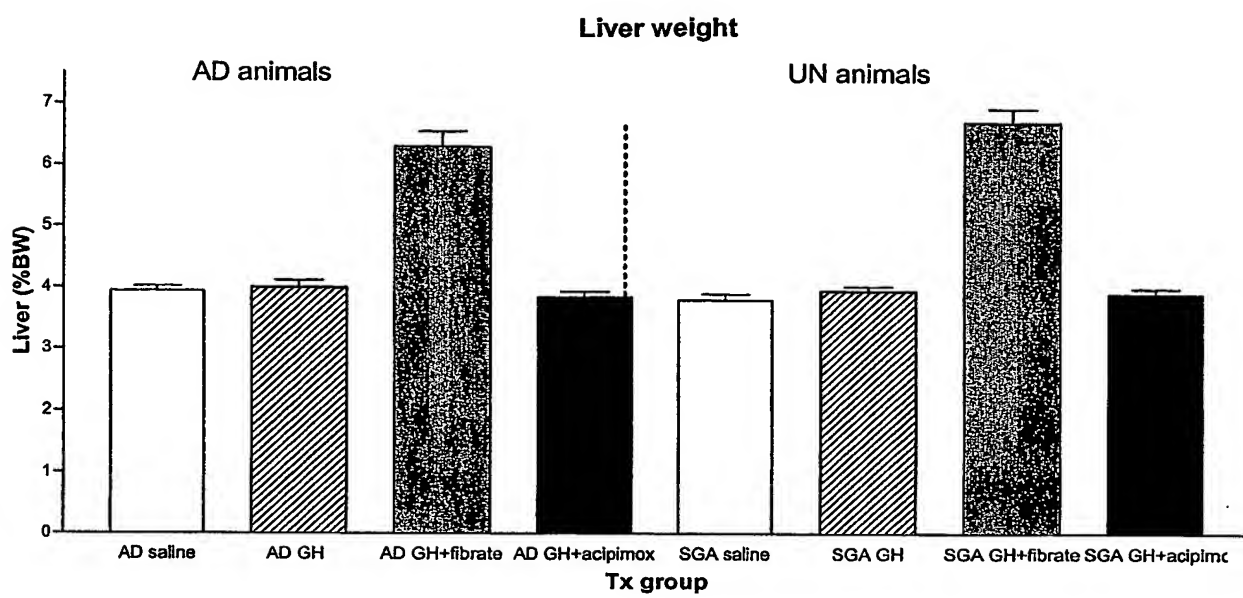 Liver weight
AD animals
UN animals
7
6
5
4
3
2
1
0
Liver (%BW)
AD saline
AD GH
AD GH+fibrate
AD GH+acipimox
SGA saline
SGA GH
SGA GH+fibrate
SGA GH+acipimo
Tx group